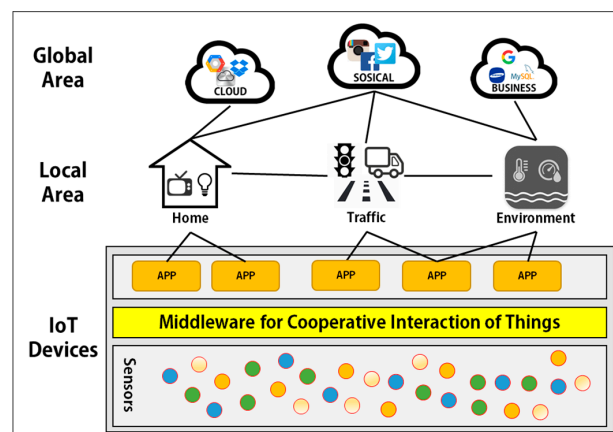 Global
Area
CLOUD
SOSICAL
G
MySQL
BUSINESS
Local
Area
Home
Traffic
Environment
IoT
Devices
APP
APP
APP
APP
APP
Middleware for Cooperative Interaction of Things
Sensors